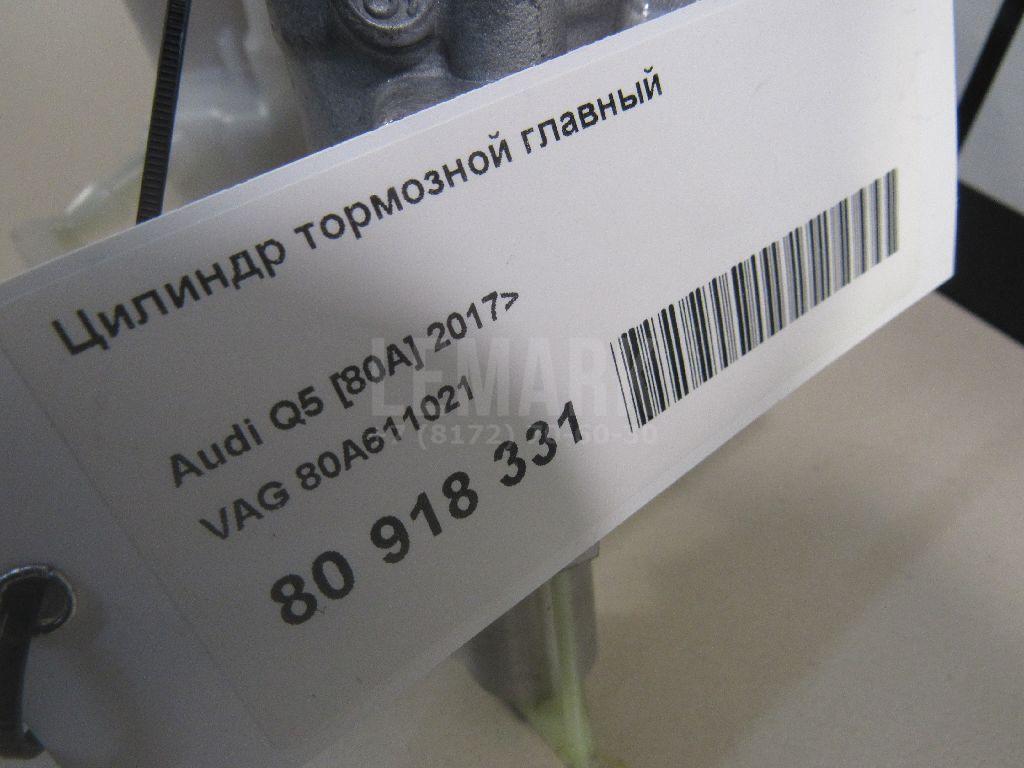 Цилиндр тормозной главный
Audi Q5 [80A] 2017>
VAG 80A611021
80 918 331